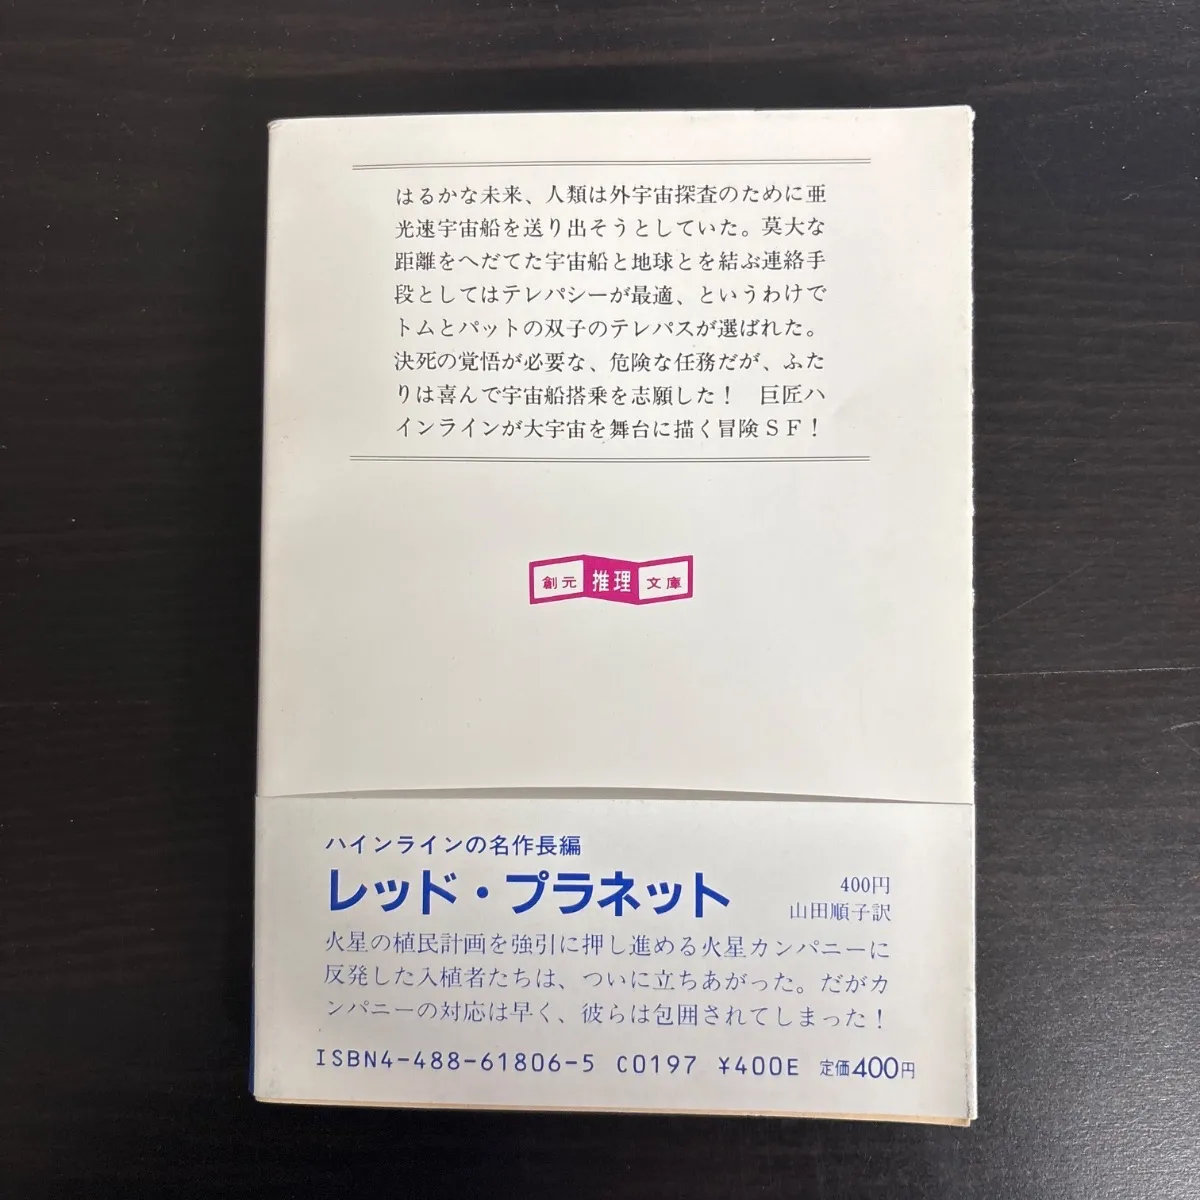 はるかな未来、人類は外宇宙探査のために亜
光速宇宙船を送り出そうとしていた。莫大な
距離をへだてた宇宙船と地球とを結ぶ連絡手
段としてはテレパシーが最適、というわけで
トムとパットの双子のテレパスが選ばれた。
決死の覚悟が必要な、危険な任務だが、ふた
りは喜んで宇宙船搭乗を志願した！　巨匠ハ
インラインが大宇宙を舞台に描く冒険ＳＦ！
創元推理文庫
ハインラインの名作長編
レッド・プラネット
400円
山田順子訳
火星の植民計画を強引に押し進める火星カンパニーに
反発した入植者たちは、ついに立ちあがった。だがカ
ンパニーの対応は早く、彼らは包囲されてしまった！
ISBN4-488-61806-5 C0197 ¥400E 定価400円